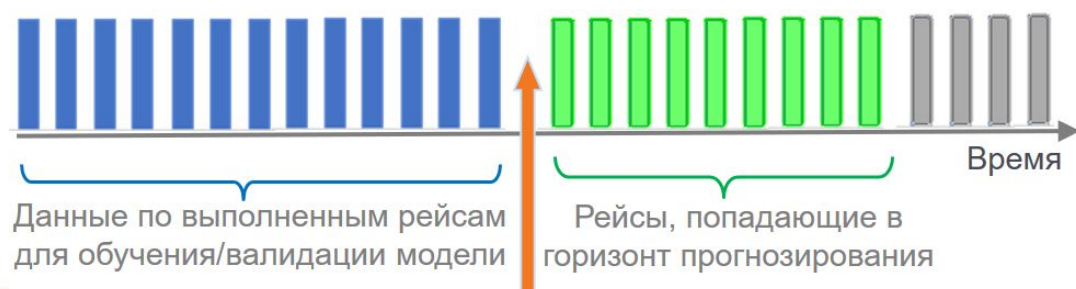 Время
Данные по выполненным рейсам
для обучения/валидации модели
Рейсы, попадающие в
горизонт прогнозирования